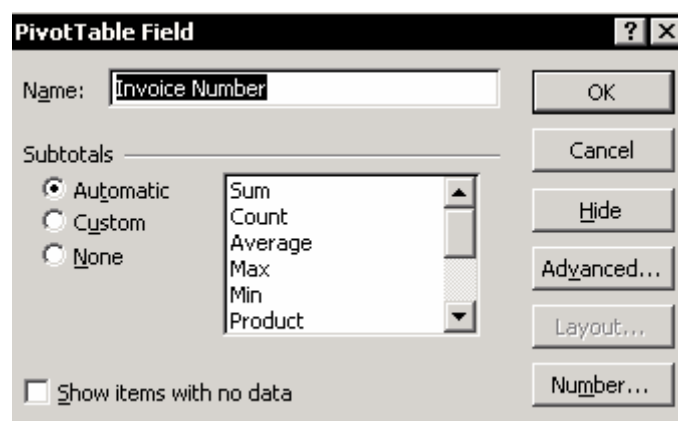 PivotTable Field
Name: Invoice Number
OK
Cancel
Hide
Advanced...
Layout...
Number...
Subtotals
Automatic
Custom
None
Sum
Count
Average
Max
Min
Product
Show items with no data